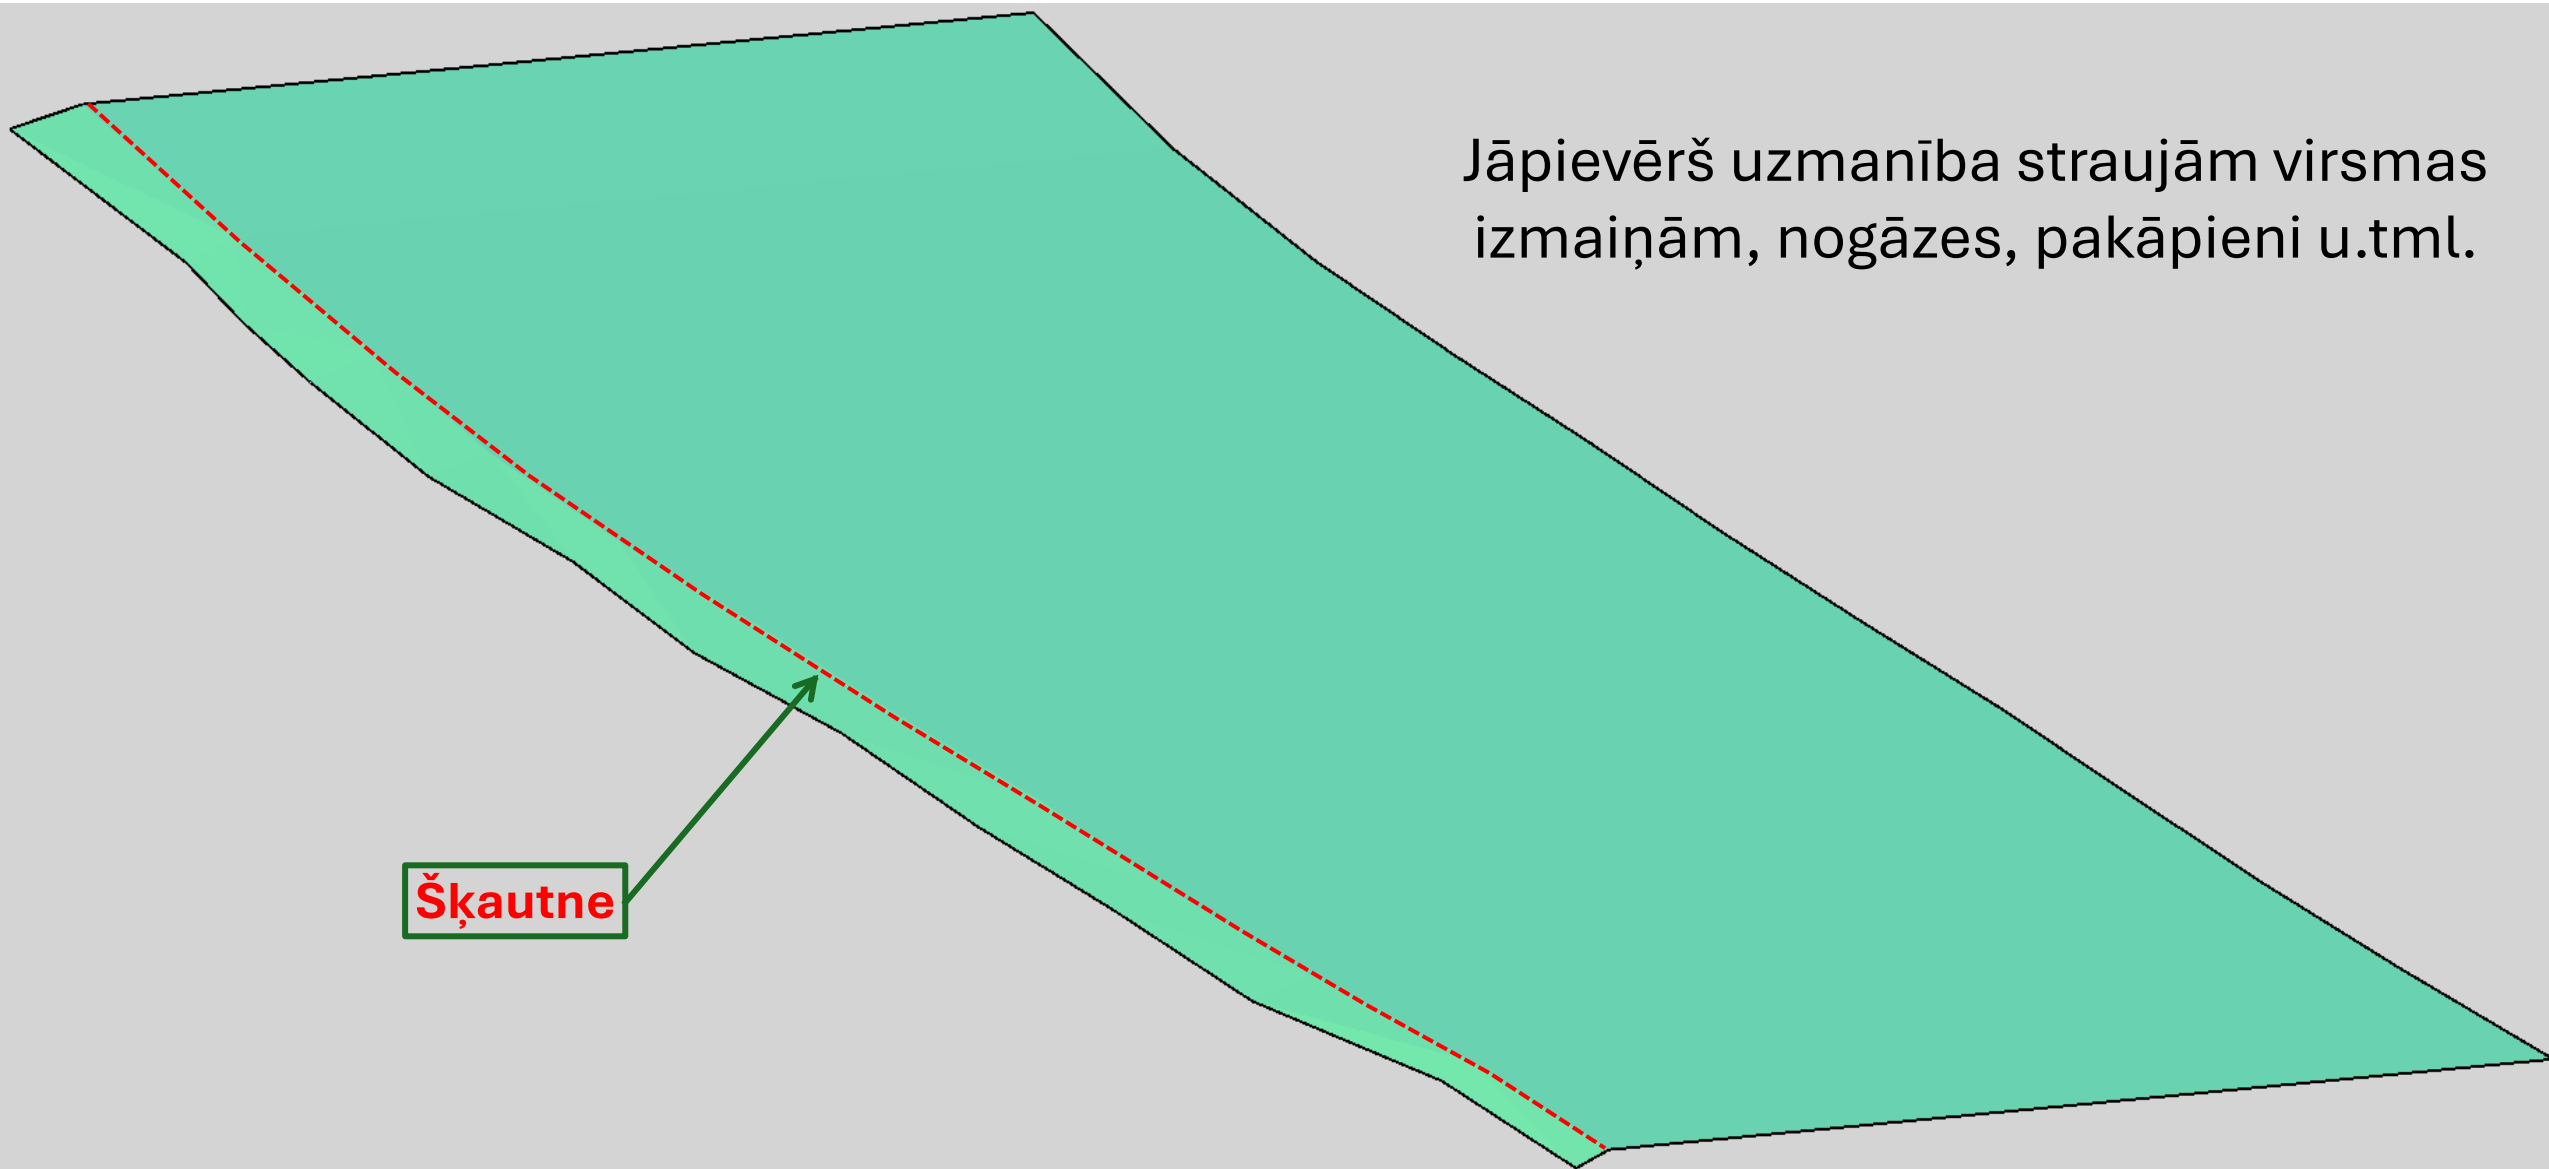 Jāpievērš uzmanība straujām virsmas
izmaiņām, nogāzes, pakāpieni u.tml.
Šķautne